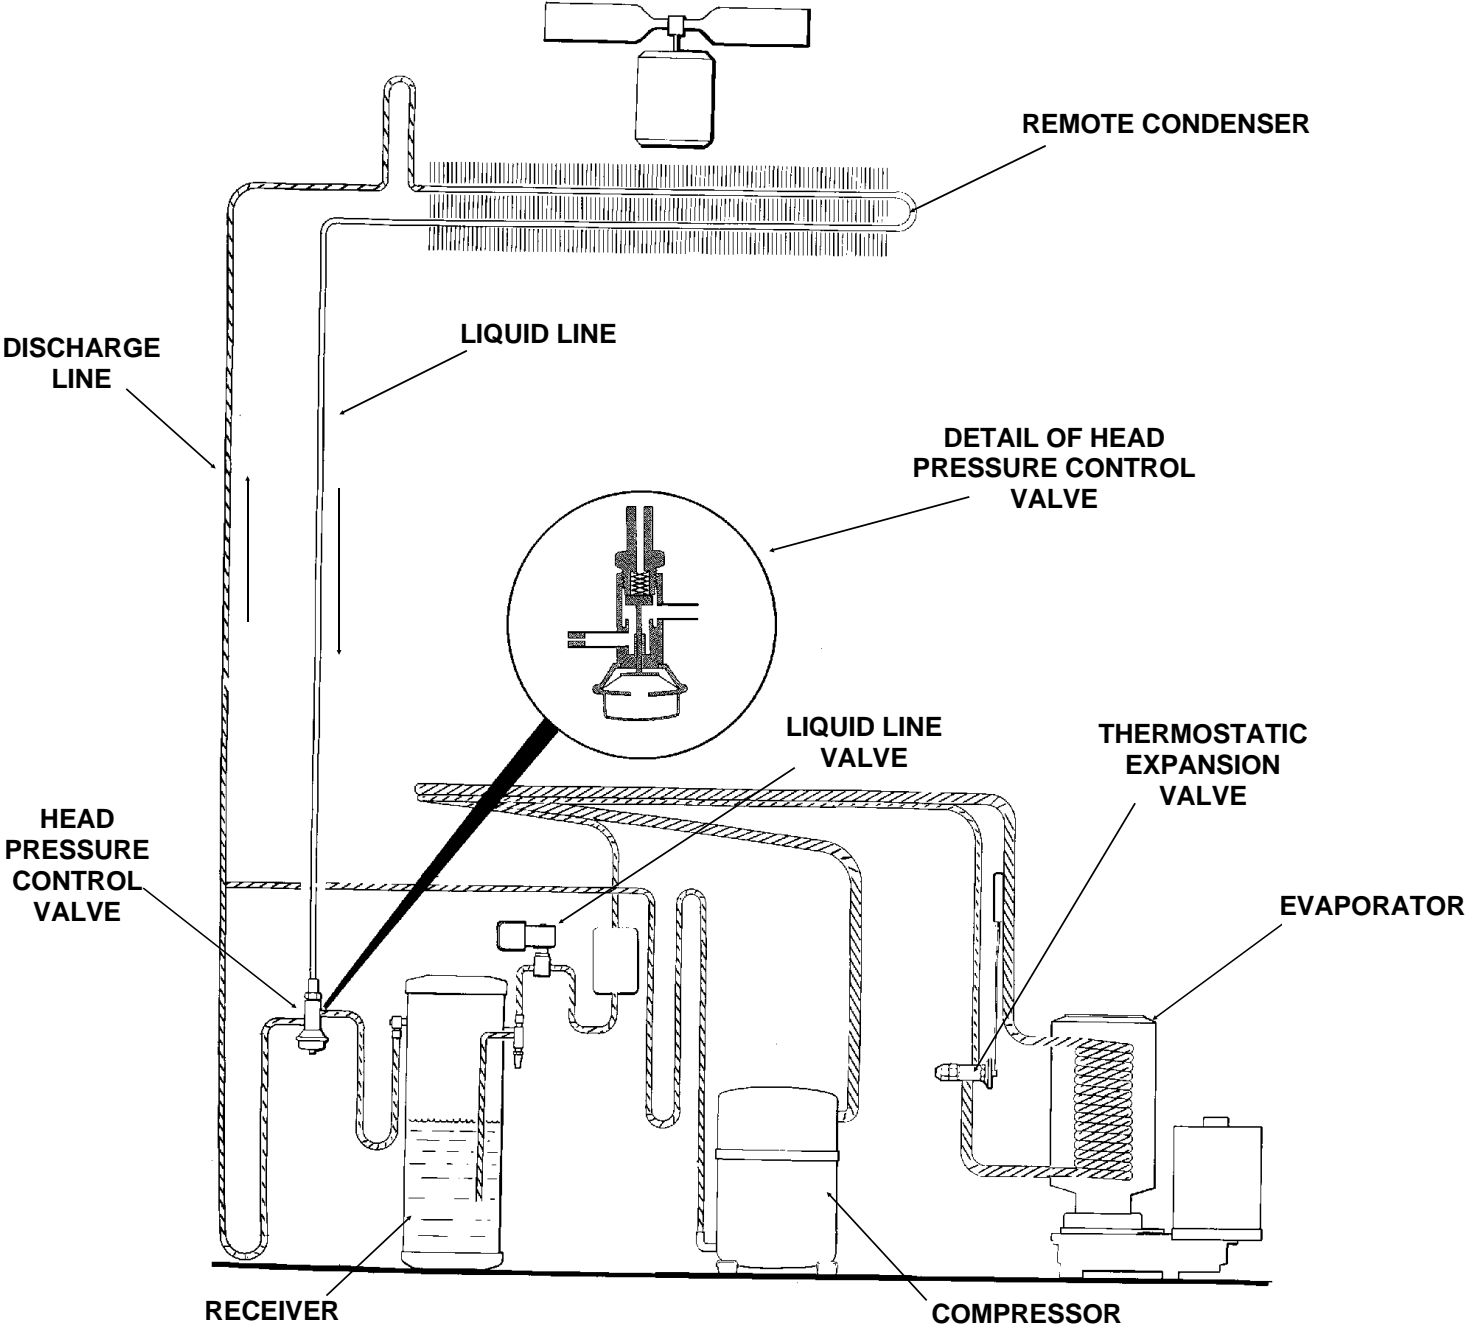 REMOTE CONDENSER
LIQUID LINE
DISCHARGE
LINE
DETAIL OF HEAD
PRESSURE CONTROL
VALVE
LIQUID LINE
VALVE
THERMOSTATIC
EXPANSION
VALVE
HEAD
PRESSURE
CONTROL
VALVE
EVAPORATOR
RECEIVER
COMPRESSOR